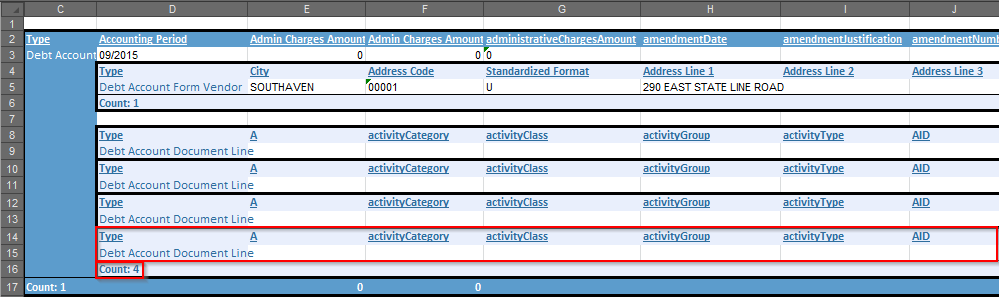 C D E F G H I J
1
2 Type Accounting Period Admin Charges Amount Admin Charges Amount administrativeChargesAmount amendmentDate amendmentJustification amendmentNumb
3 Debt Account 09/2015 0 0 0
4 Type City Address Code Standardized Format Address Line 1 Address Line 2 Address Line 3
5 Debt Account Form Vendor SOUTHAVEN 00001 U 290 EAST STATE LINE ROAD
6 Count: 1
7
8 Type A activityCategory activityClass activityGroup activityType AID
9 Debt Account Document Line
10 Type A activityCategory activityClass activityGroup activityType AID
11 Debt Account Document Line
12 Type A activityCategory activityClass activityGroup activityType AID
13 Debt Account Document Line
14 Type A activityCategory activityClass activityGroup activityType AID
15 Debt Account Document Line
16 Count: 4
17 Count: 1 0 0